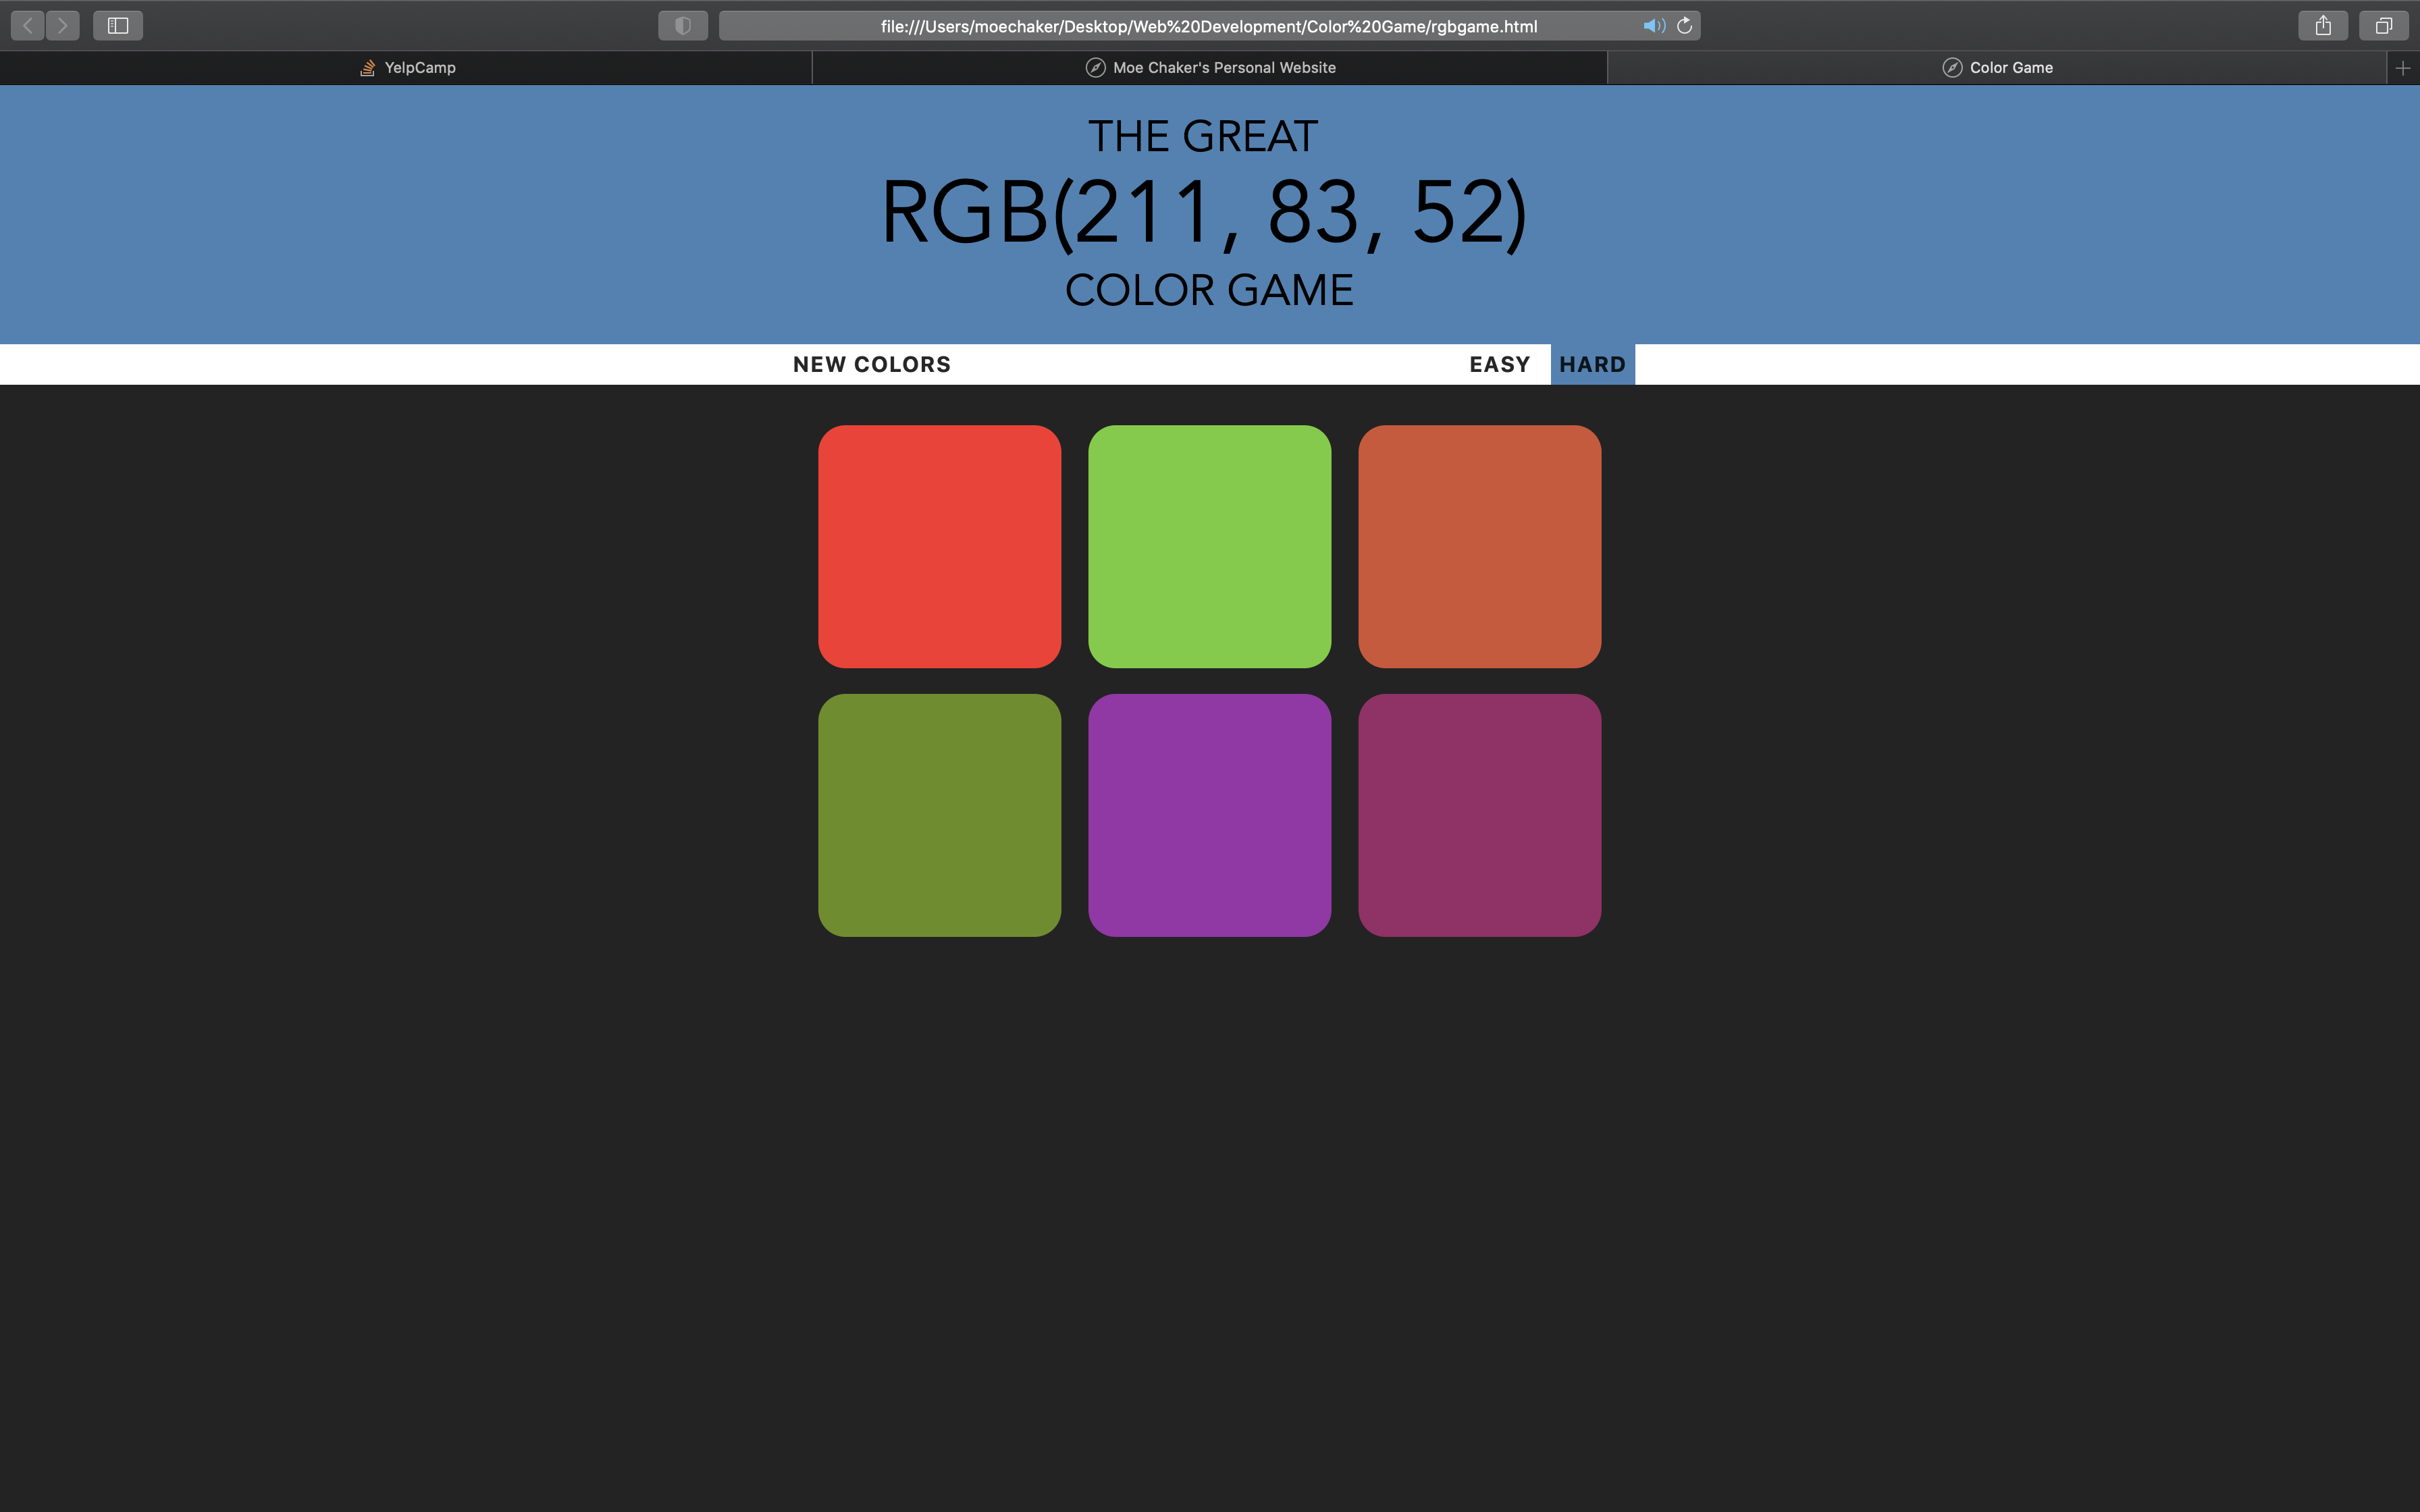 file:///Users/moechaker/Desktop/Web%20Development/Color%20Game/rgbgame.html
YelpCamp
Moe Chaker's Personal Website
Color Game
THE GREAT
RGB(211, 83, 52)
COLOR GAME
NEW COLORS
EASY
HARD